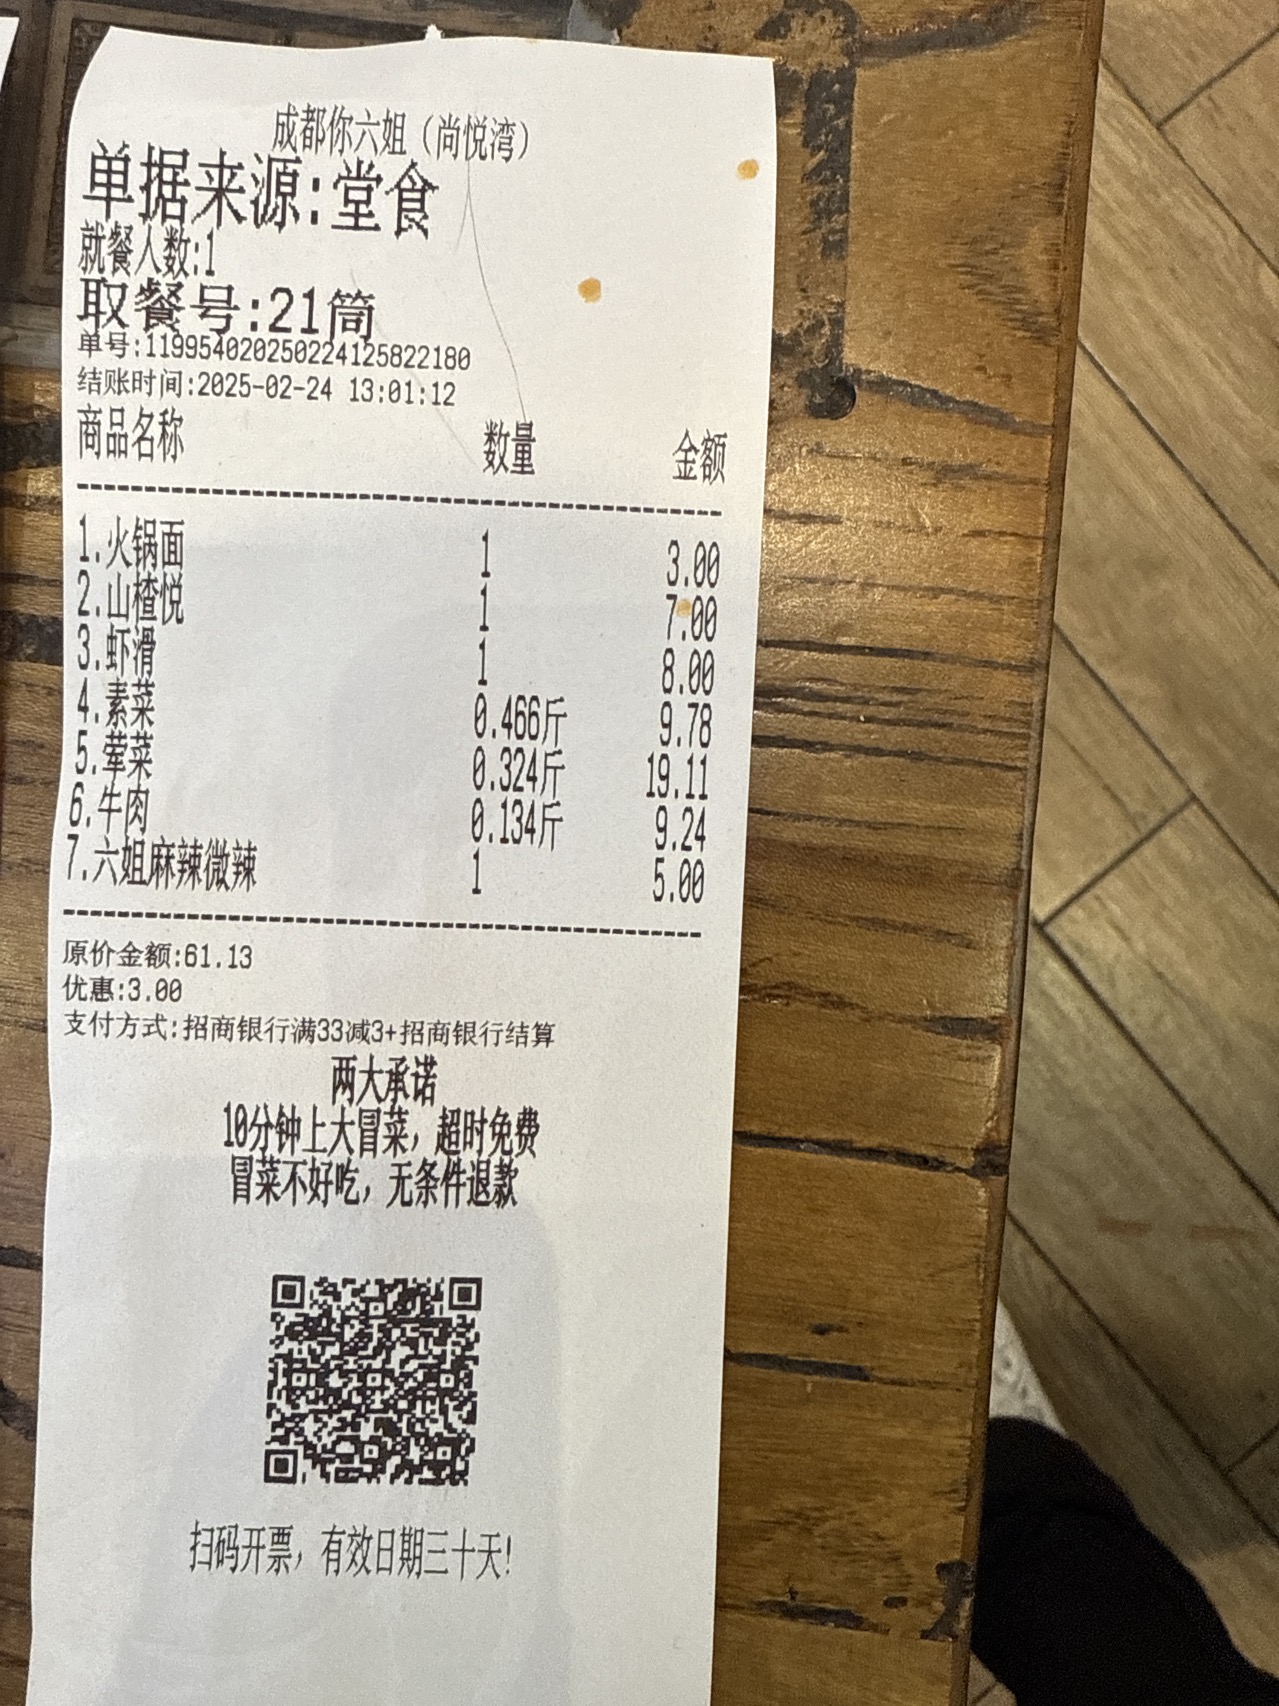 成都你六姐（尚悦湾）
单据来源:堂食
就餐人数:1
取餐号:21筒
单号:119954020250224125822180
结账时间:2025-02-24 13:01:12
商品名称 数量 金额
1.火锅面 1 3.00
2.山楂悦 1 7.00
3.虾滑 1 8.00
4.素菜 0.466斤 9.78
5.荤菜 0.324斤 19.11
6.牛肉 0.134斤 9.24
7.六姐麻辣微辣 1 5.00
原价金额:61.13
优惠:3.00
支付方式:招商银行满33减3+招商银行结算
两大承诺
10分钟上大冒菜，超时免费
冒菜不好吃，无条件退款
扫码开票，有效日期三十天!